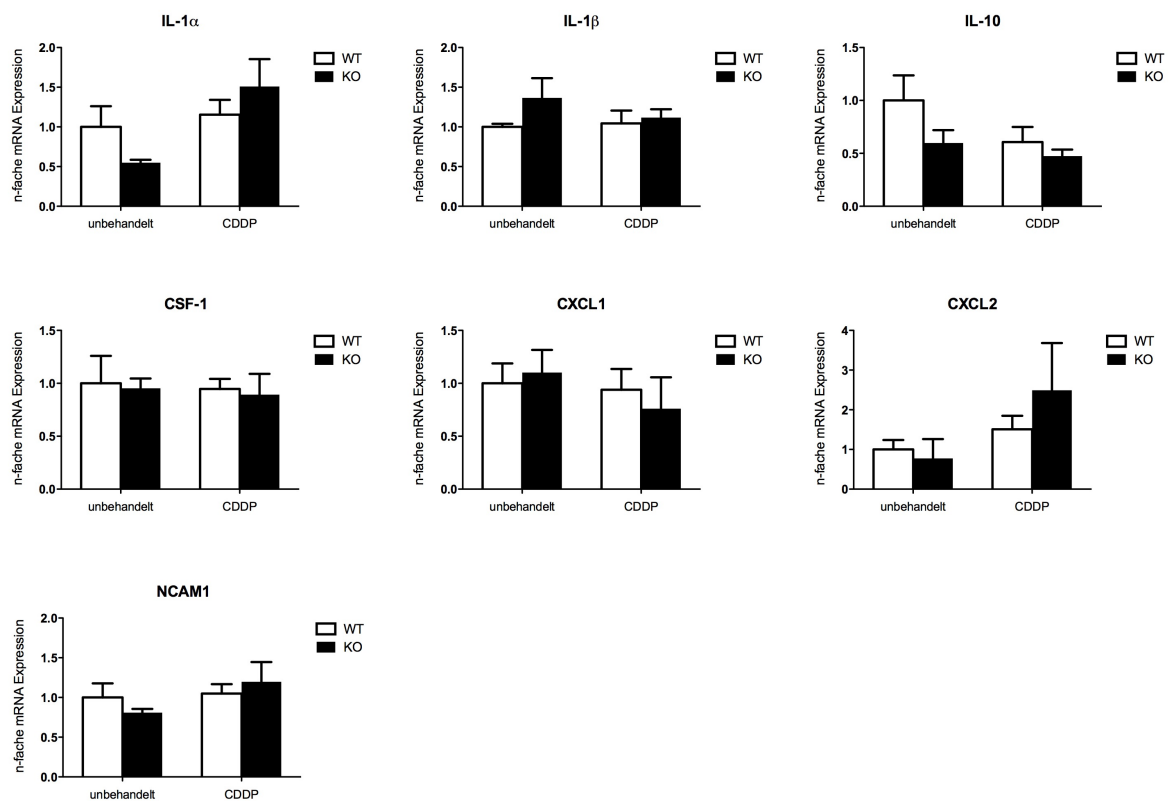 IL-1α
n-fache mRNA Expression
2.0
1.5
1.0
0.5
0.0
unbehandelt
CDDP
WT
KO
IL-1β
n-fache mRNA Expression
2.0
1.5
1.0
0.5
0.0
unbehandelt
CDDP
WT
KO
IL-10
n-fache mRNA Expression
1.5
1.0
0.5
0.0
unbehandelt
CDDP
WT
KO
CSF-1
n-fache mRNA Expression
1.5
1.0
0.5
0.0
unbehandelt
CDDP
WT
KO
CXCL1
n-fache mRNA Expression
1.5
1.0
0.5
0.0
unbehandelt
CDDP
WT
KO
CXCL2
n-fache mRNA Expression
4
3
2
1
0
unbehandelt
CDDP
WT
KO
NCAM1
n-fache mRNA Expression
2.0
1.5
1.0
0.5
0.0
unbehandelt
CDDP
WT
KO